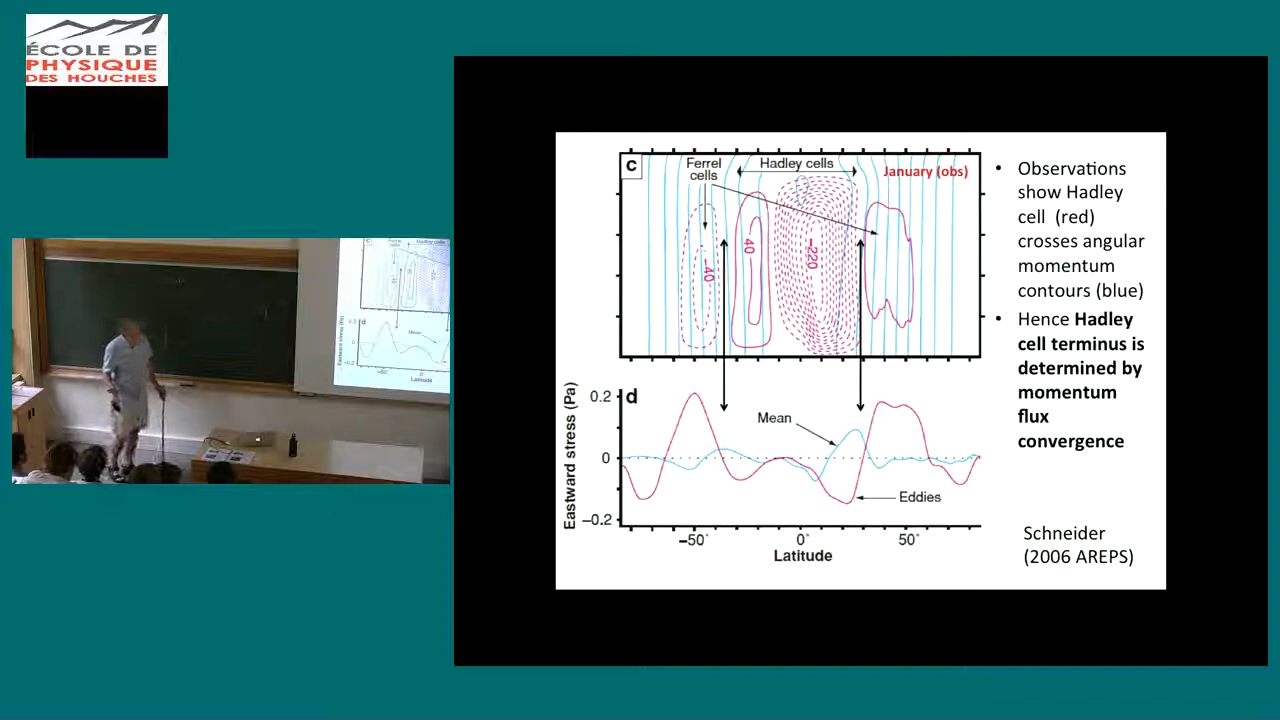 ÉCOLE DE
PHYSIQUE
DES HOUCHES
c
Ferrel
cells
Hadley cells
January (obs)
-40
40
-220
Eastward stress (Pa)
d
0.2
0
-0.2
Mean
Eddies
-50°
0°
50°
Latitude
• Observations
show Hadley
cell (red)
crosses angular
momentum
contours (blue)
• Hence Hadley
cell terminus is
determined by
momentum
flux
convergence
Schneider
(2006 AREPS)
d
Mean
Latitude